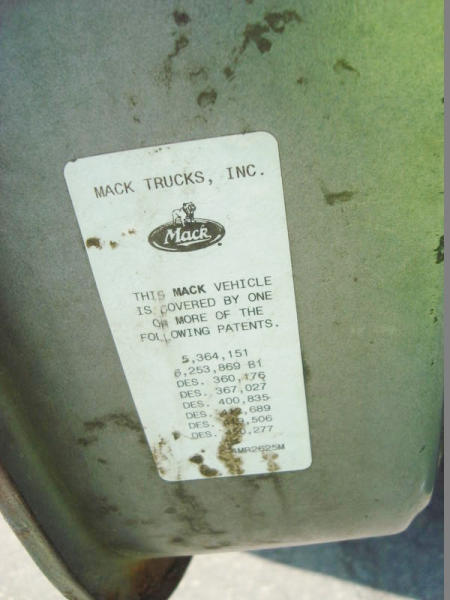 MACK TRUCKS, INC.
Mack
THIS MACK VEHICLE
IS COVERED BY ONE
OR MORE OF THE
FOLLOWING PATENTS.
5,364,151
6,253,869 B1
DES. 360,176
DES. 367,027
DES. 400,835
DES.
DES.
DES.